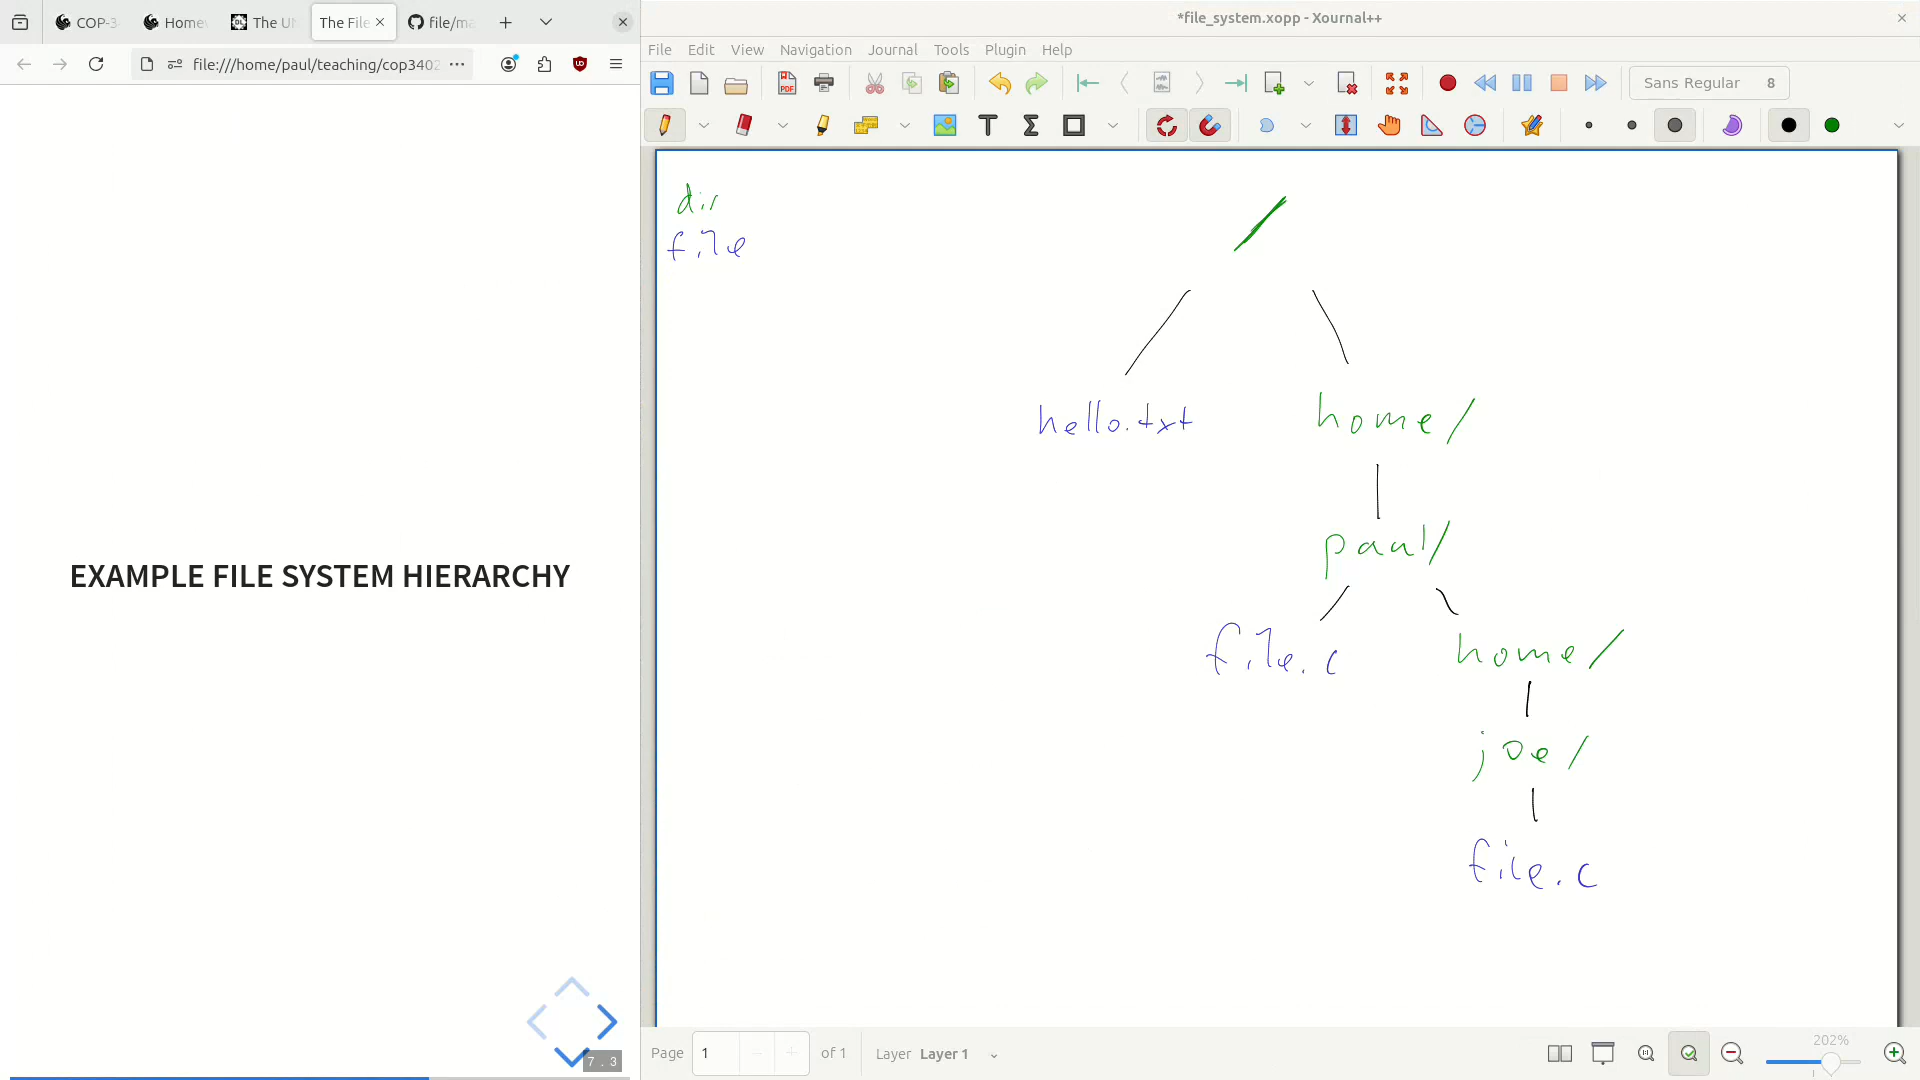 COP-3
Home
The U
The File
file/m
file:///home/paul/teaching/cop3402
EXAMPLE FILE SYSTEM HIERARCHY
7 . 3
*file_system.xopp - Xournal++
File Edit View Navigation Journal Tools Plugin Help
Sans Regular 8
dir
file
/
hello.txt home/
paul/
file.c home/
joe/
file.c
Page 1 of 1 Layer Layer 1
202%